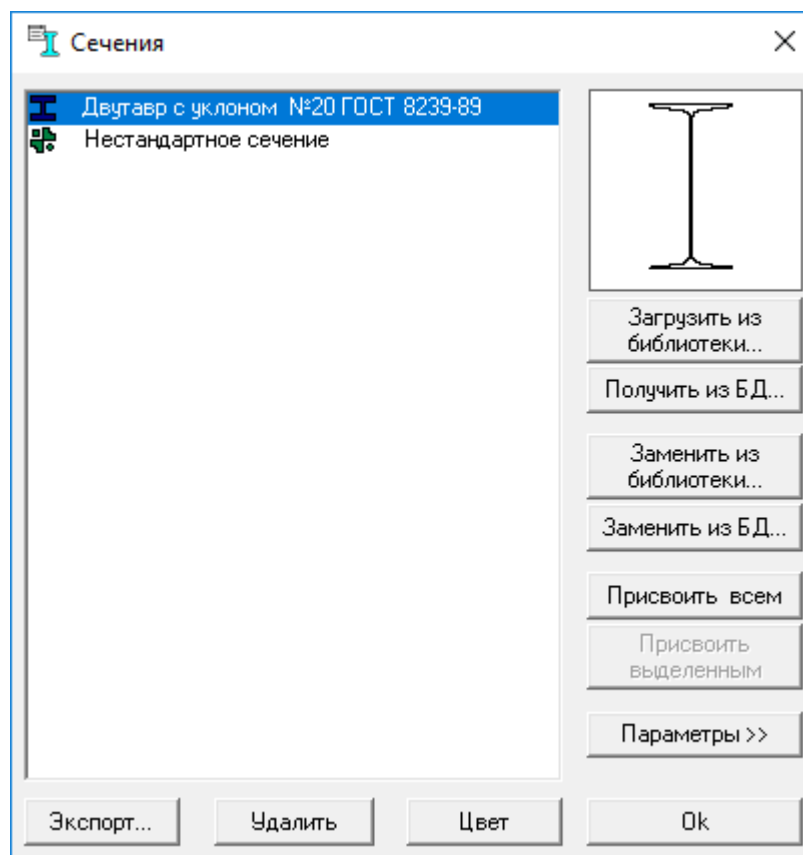 Сечения
Двутавр с уклоном №20 ГОСТ 8239-89
Нестандартное сечение
Загрузить из
библиотеки...
Получить из БД...
Заменить из
библиотеки...
Заменить из БД...
Присвоить всем
Присвоить
выделенным
Параметры >>
Экспорт...
Удалить
Цвет
Ok